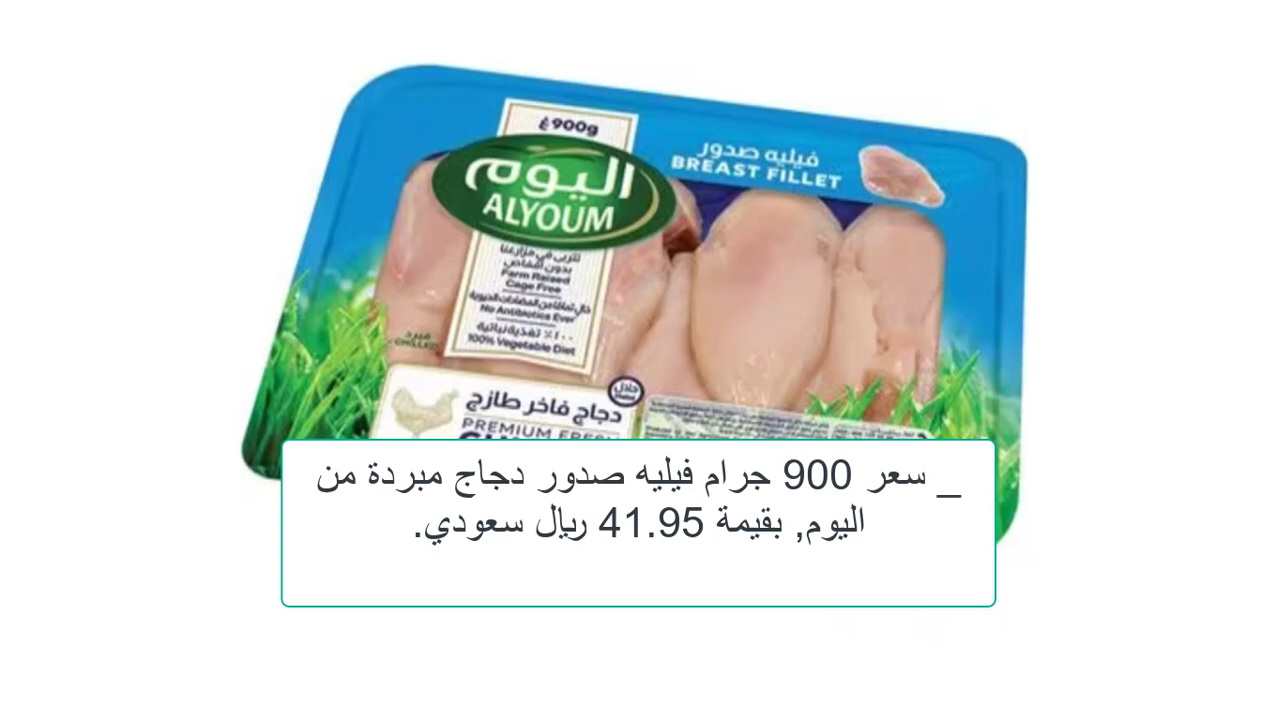 900g غ
اليوم
ALYOUM
فيليه صدور
BREAST FILLET
تتربى في مزارعنا
بدون أقفاص
Farm Raised
Cage Free
خال تماما من المضادات الحيوية
No Antibiotics Ever
١٠٠٪ تغذية نباتية
100% Vegetable Diet
مبرد
CHILLED
حلال
دجاج فاخر طازج
PREMIUM FRESH
_ سعر 900 جرام فيليه صدور دجاج مبردة من
اليوم, بقيمة 41.95 ريال سعودي.